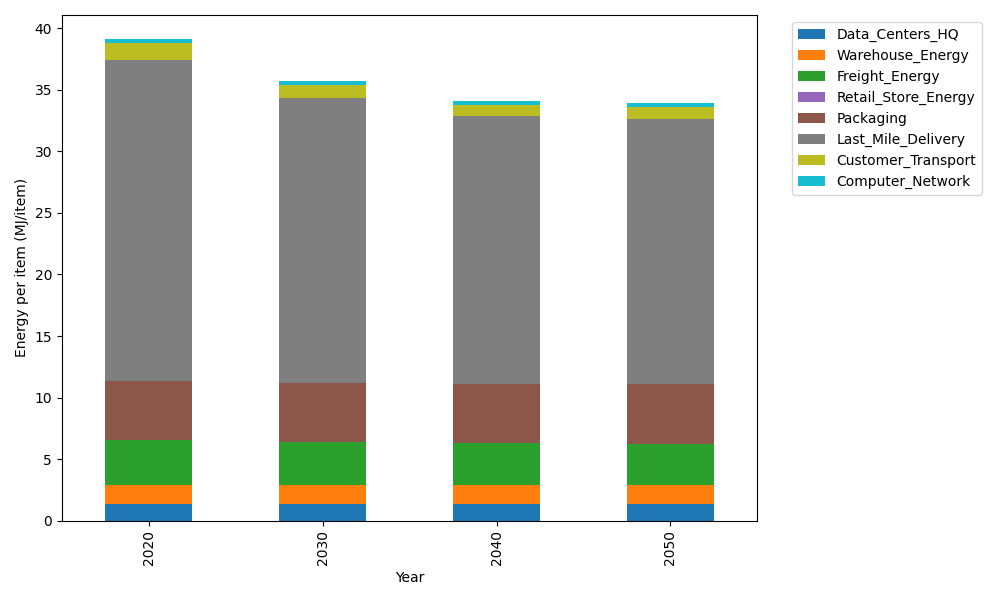 40
35
30
25
20
15
10
5
0
Energy per item (MJ/item)
2020
2030
2040
2050
Year
Data_Centers_HQ
Warehouse_Energy
Freight_Energy
Retail_Store_Energy
Packaging
Last_Mile_Delivery
Customer_Transport
Computer_Network